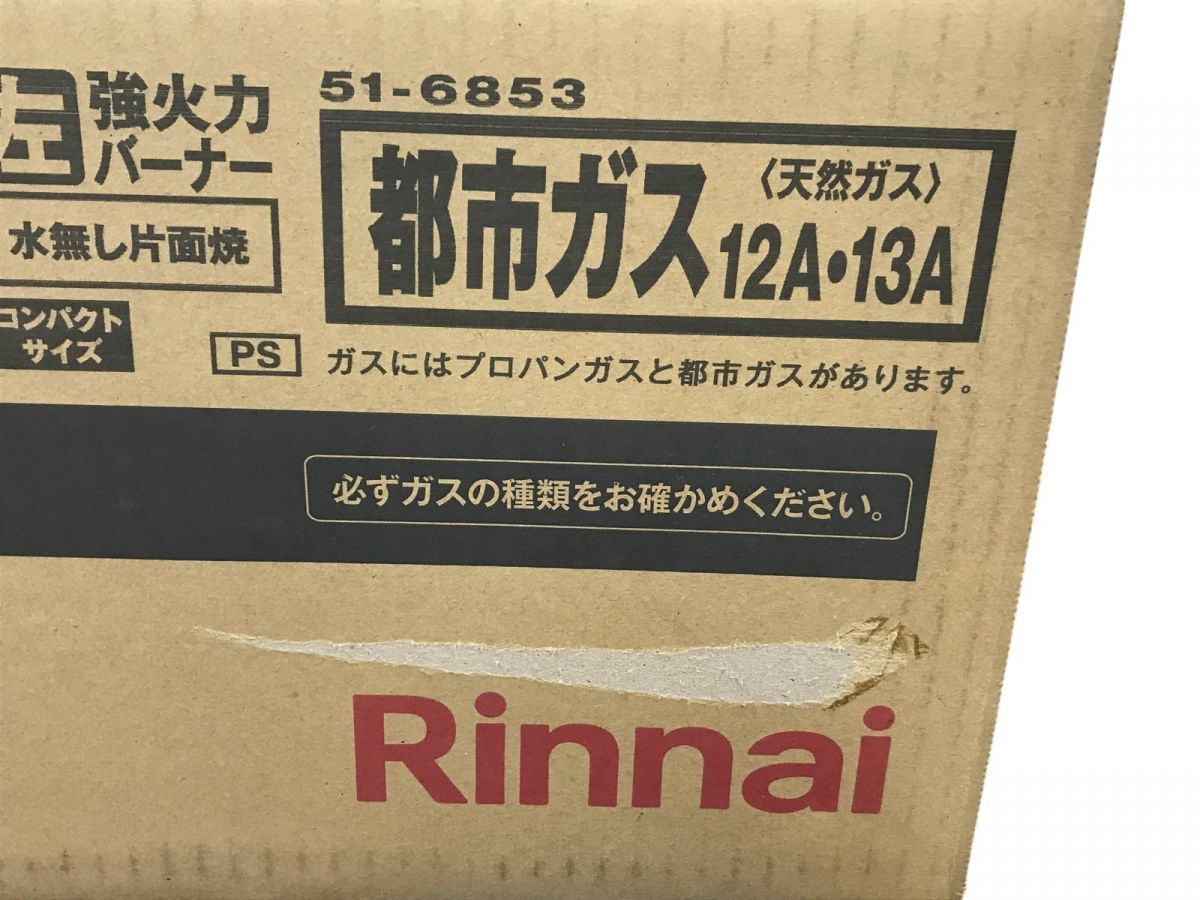 左
強火力
バーナー
水無し片面焼
コンパクト
サイズ
51-6853
都市ガス
〈天然ガス〉
12A・13A
PS
ガスにはプロパンガスと都市ガスがあります。
必ずガスの種類をお確かめください。
Rinnai